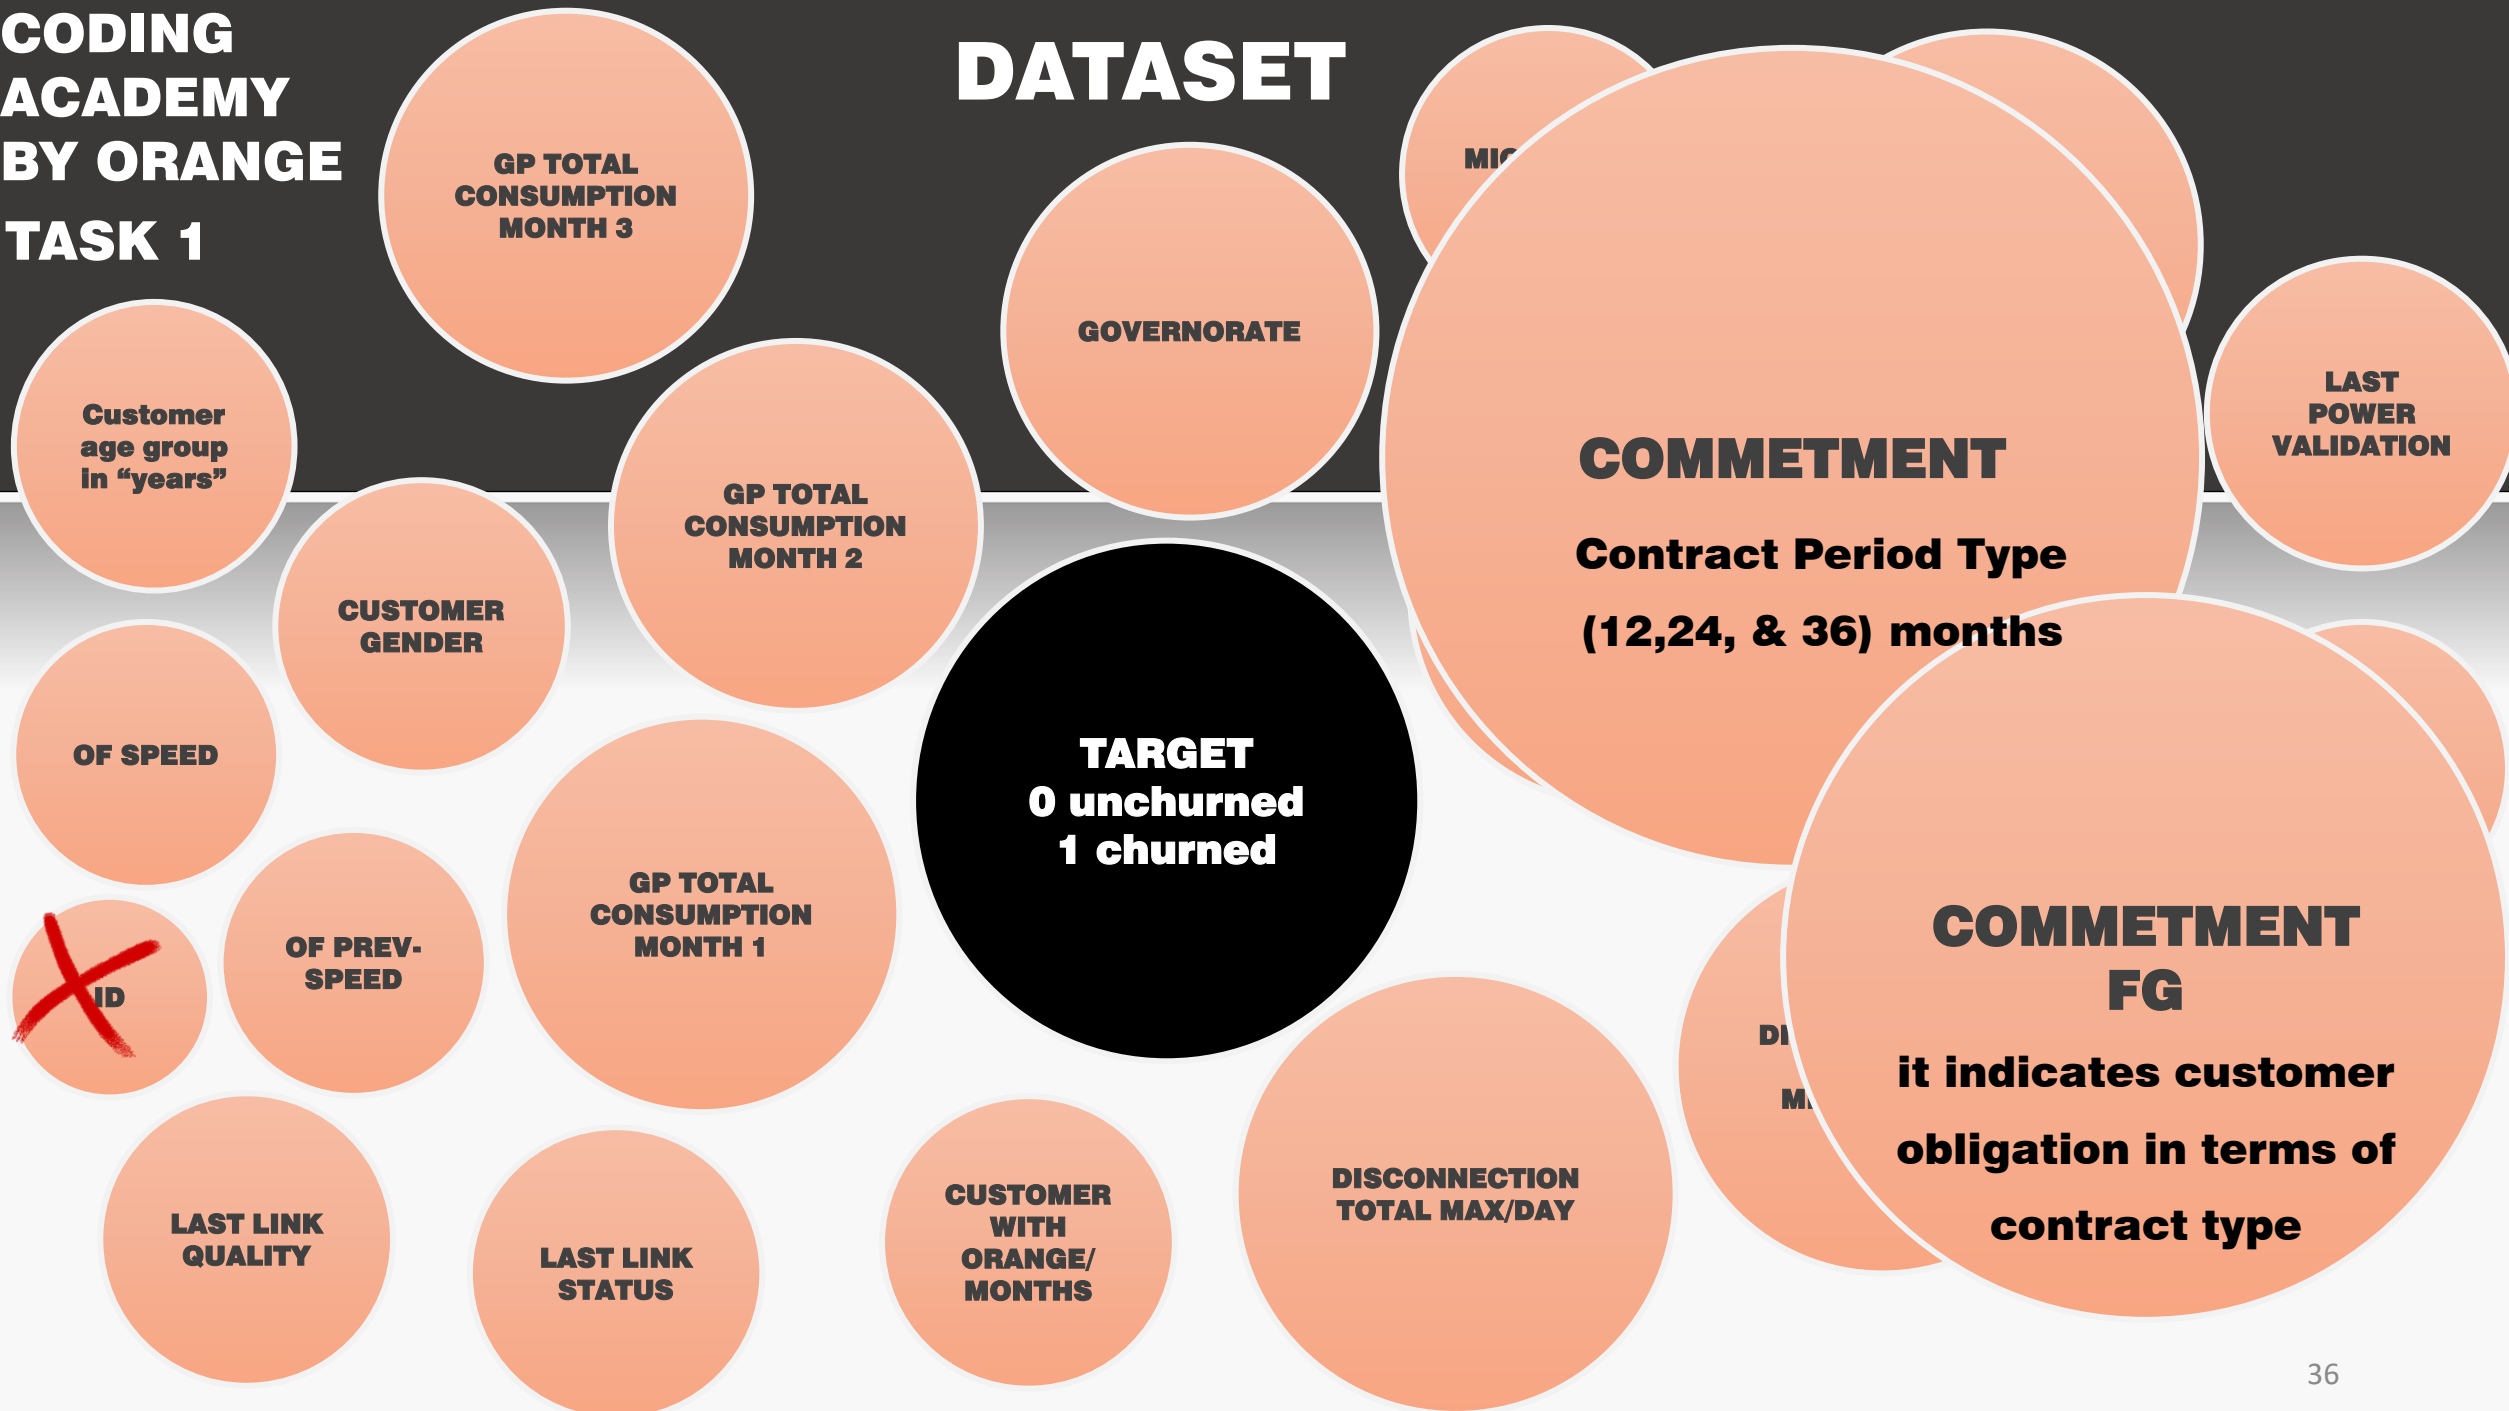 CODING
ACADEMY
BY ORANGE
TASK 1
DATASET
GP TOTAL
CONSUMPTION
MONTH 3
GOVERNORATE
LAST
POWER
VALIDATION
Customer
age group
in “years”
GP TOTAL
CONSUMPTION
MONTH 2
COMMETMENT
Contract Period Type
(12,24, & 36) months
CUSTOMER
GENDER
OF SPEED
TARGET
0 unchurned
1 churned
GP TOTAL
CONSUMPTION
MONTH 1
OF PREV-
SPEED
ID
COMMETMENT
FG
it indicates customer
obligation in terms of
contract type
LAST LINK
QUALITY
LAST LINK
STATUS
CUSTOMER
WITH
ORANGE/
MONTHS
DISCONNECTION
TOTAL MAX/DAY
36